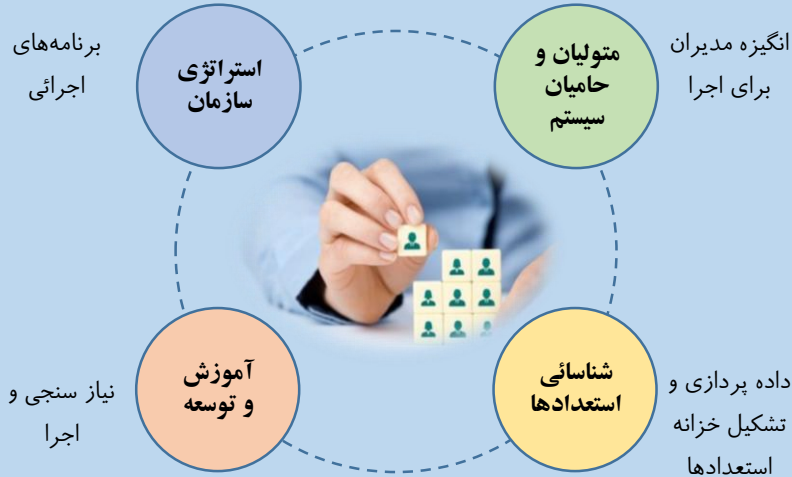 انگیزه مدیران
برای اجرا
متولیان و
حامیان
سیستم
استراتژی
سازمان
برنامه‌های
اجرائی
داده پردازی و
تشکیل خزانه
استعدادها
شناسائی
استعدادها
آموزش
و توسعه
نیاز سنجی و
اجرا